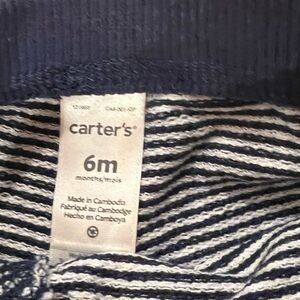 carter's®
6m
months/mois
Made in Cambodia
Fabriqué au Cambodge
Hecho en Camboya